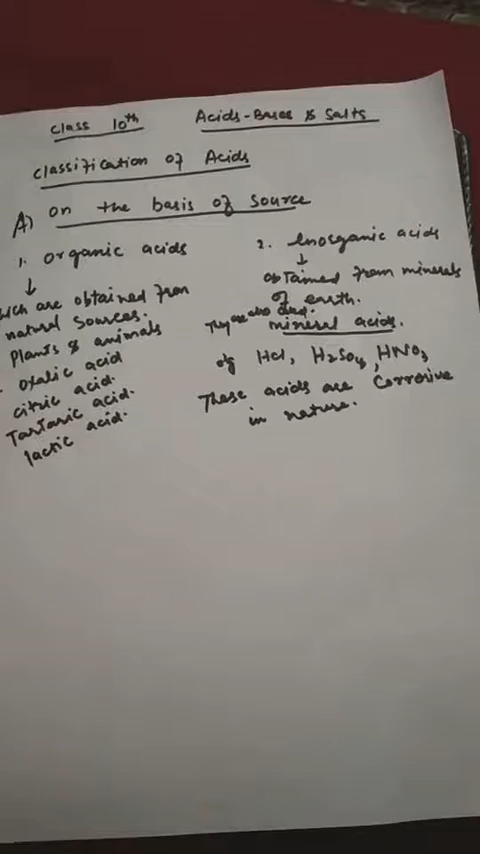 Class 10th Acids-Bases & Salts
Classification of Acids
A) On the basis of source
1. Organic acids
↓
which are obtained from
natural sources.
Plants & animals
oxalic acid
citric acid.
Tartaric acid.
lactic acid.
2. Inorganic acids
↓
obtained from minerals
of earth.
They are also
mineral acids.
eg HCl, H2SO4, HNO3
These acids are corrosive
in nature.